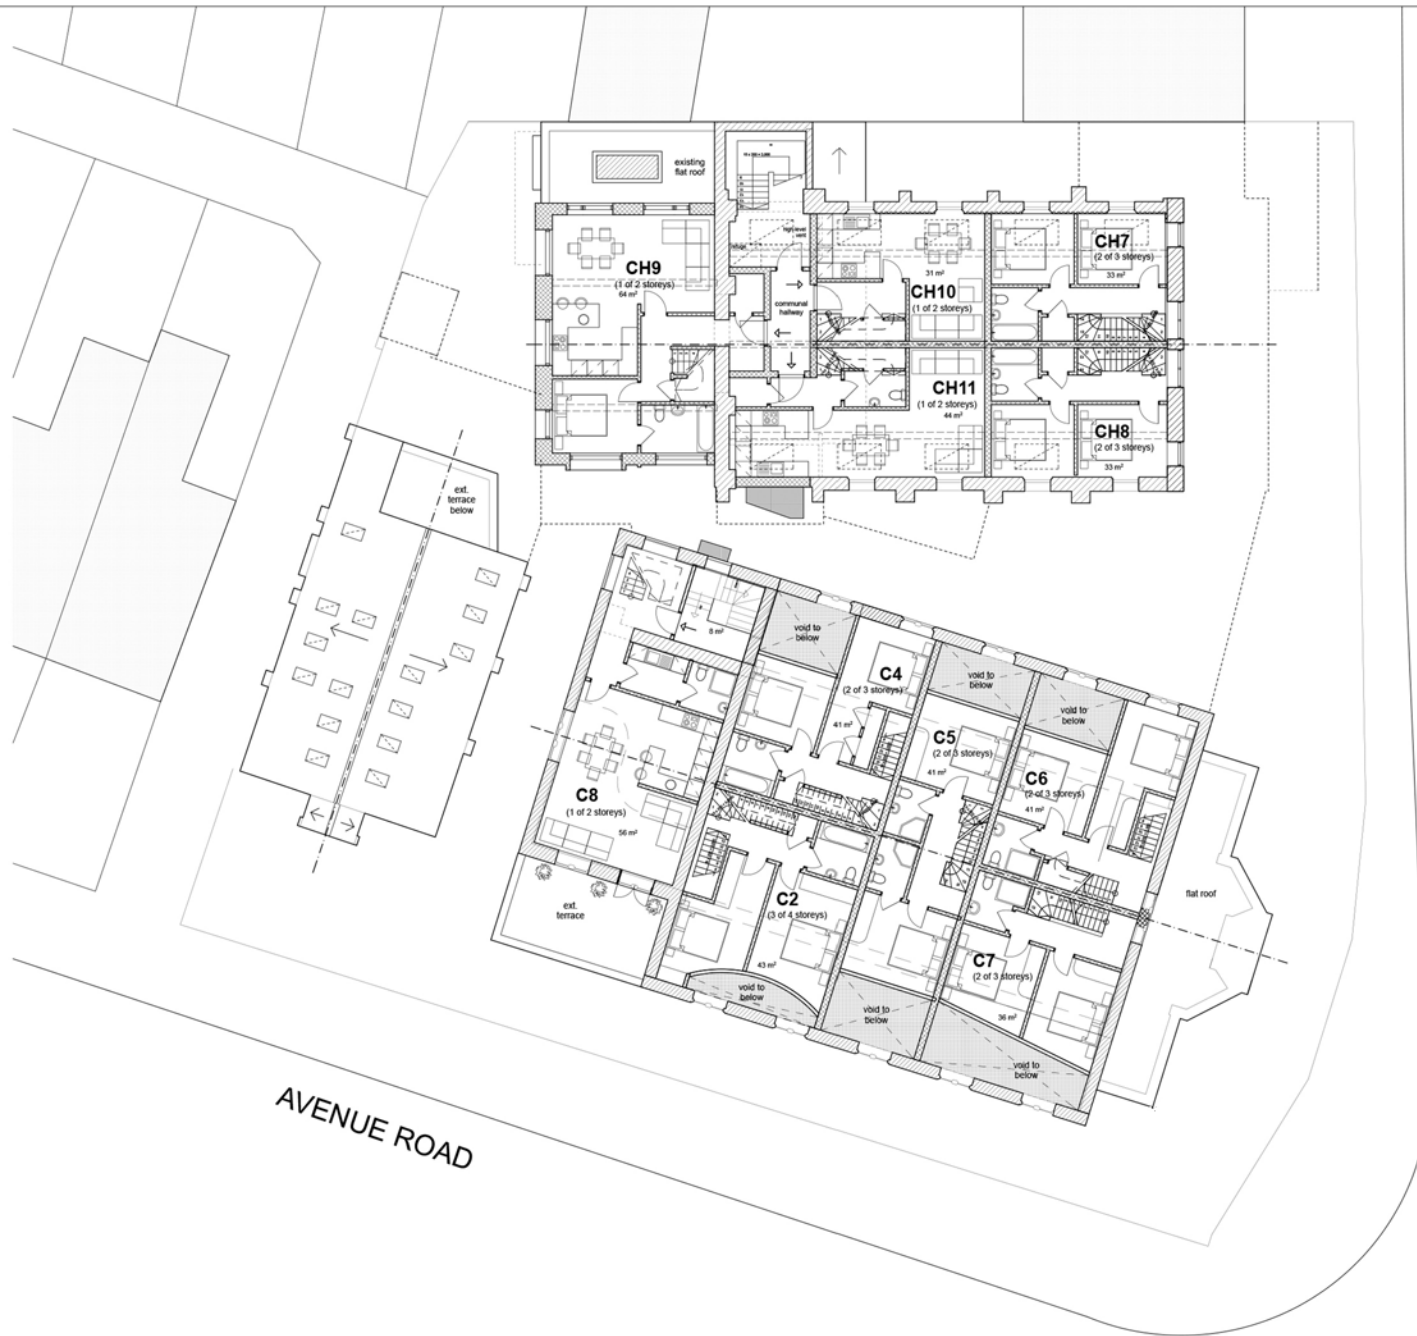 existing
flat roof
high level
vent
refuge
communal
hallway
CH9
(1 of 2 storeys)
64 m²
31 m²
CH10
(1 of 2 storeys)
CH7
(2 of 3 storeys)
33 m²
CH11
(1 of 2 storeys)
44 m²
CH8
(2 of 3 storeys)
33 m²
ext.
terrace
below
8 m²
void to
below
C4
(2 of 3 storeys)
41 m²
void to
below
void to
below
C5
(2 of 3 storeys)
41 m²
C6
(2 of 3 storeys)
41 m²
C8
(1 of 2 storeys)
56 m²
ext.
terrace
C2
(3 of 4 storeys)
43 m²
void to
below
void to
below
C7
(2 of 3 storeys)
36 m²
void to
below
flat roof
AVENUE ROAD